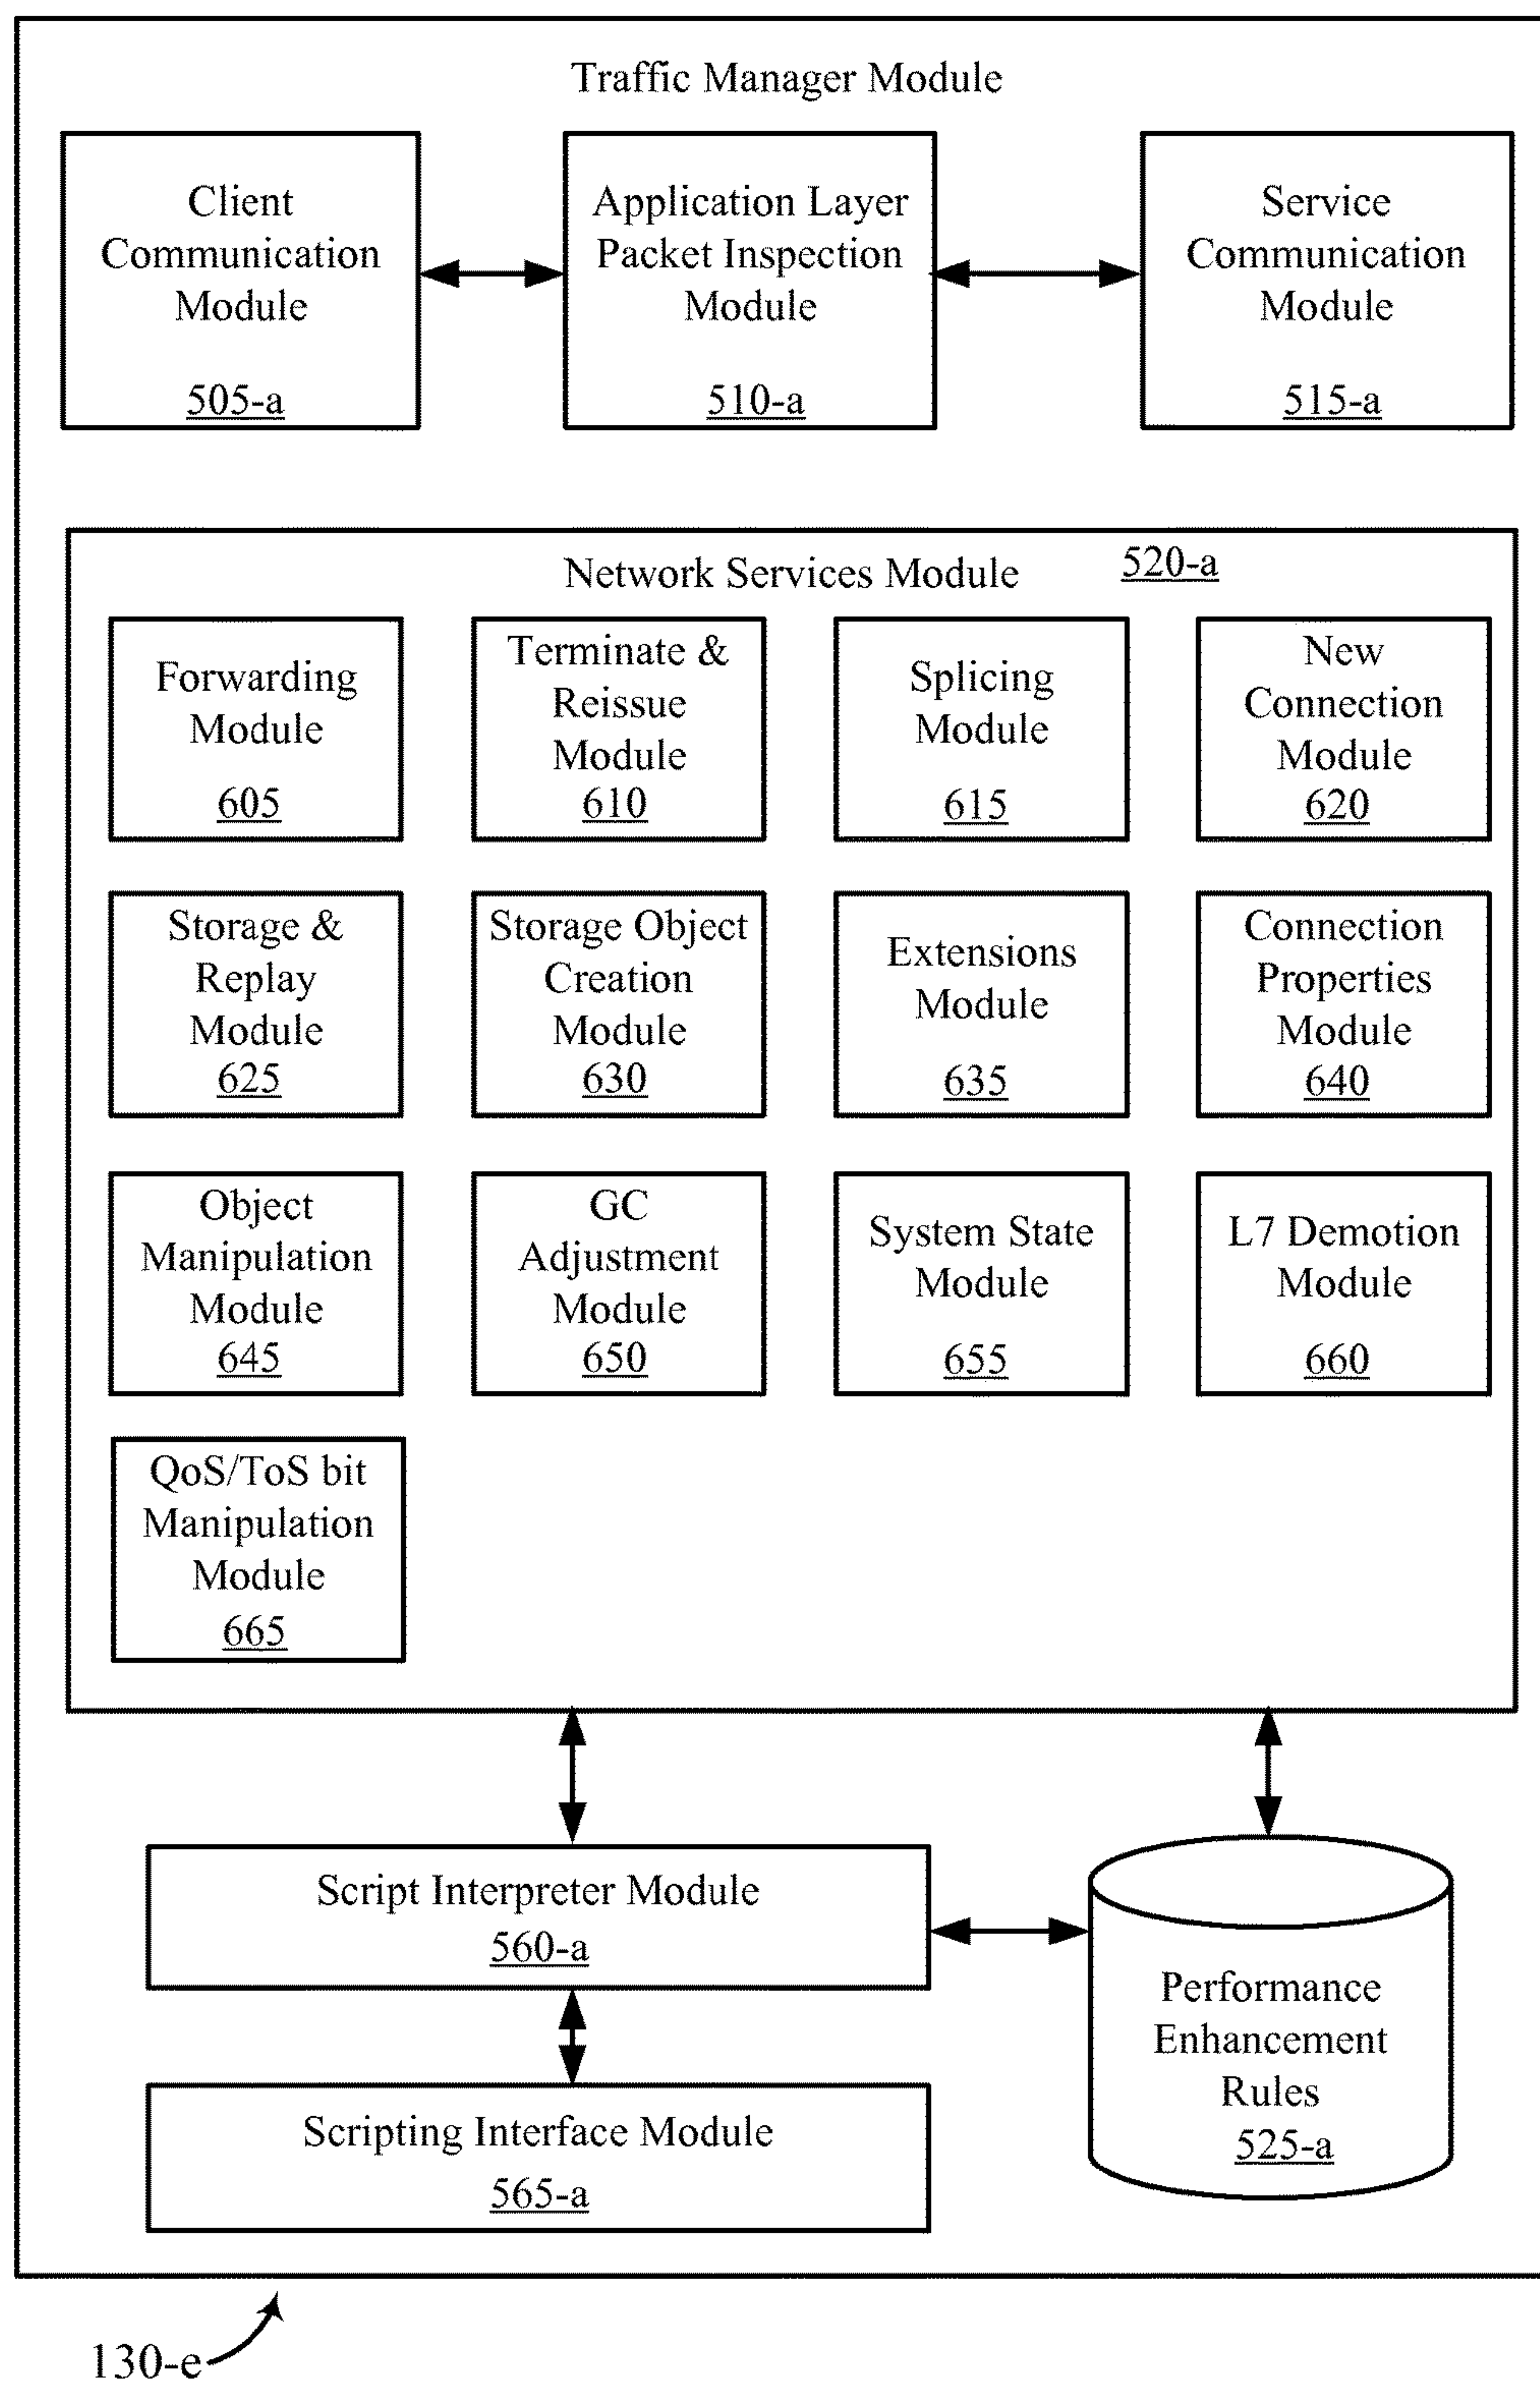 Traffic Manager Module
Client
Communication
Module
505-a
Application Layer
Packet Inspection
Module
510-a
Service
Communication
Module
515-a
Network Services Module
520-a
Forwarding
Module
605
Terminate &
Reissue
Module
610
Splicing
Module
615
New
Connection
Module
620
Storage &
Replay
Module
625
Storage Object
Creation
Module
630
Extensions
Module
635
Connection
Properties
Module
640
Object
Manipulation
Module
645
GC
Adjustment
Module
650
System State
Module
655
L7 Demotion
Module
660
QoS/ToS bit
Manipulation
Module
665
Script Interpreter Module
560-a
Performance
Enhancement
Rules
525-a
Scripting Interface Module
565-a
130-e